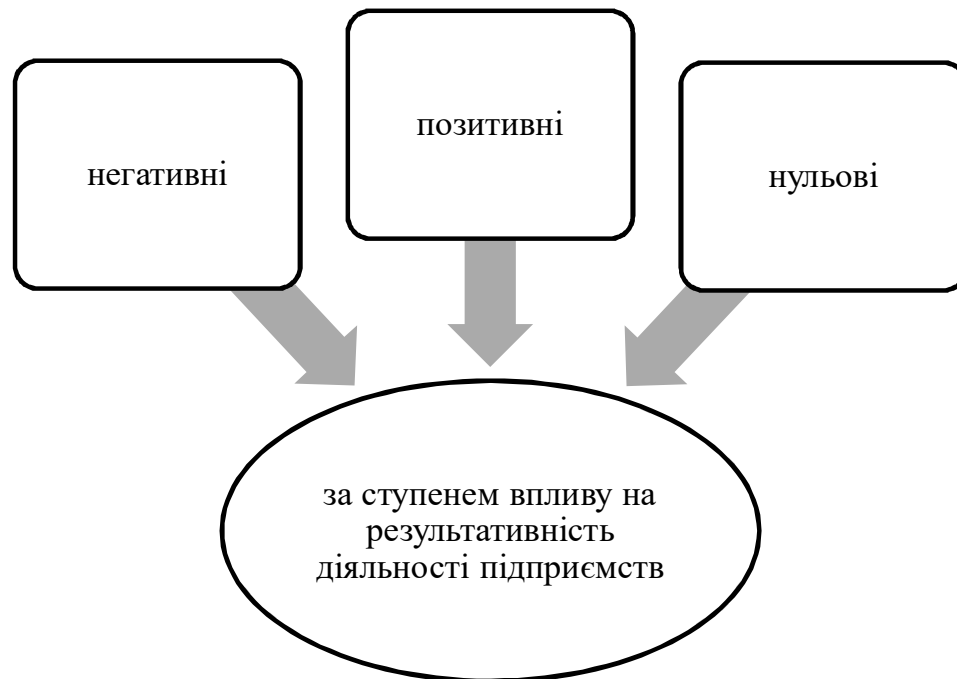 негативні
позитивні
нульові
за ступенем впливу на
результативність
діяльності підприємств